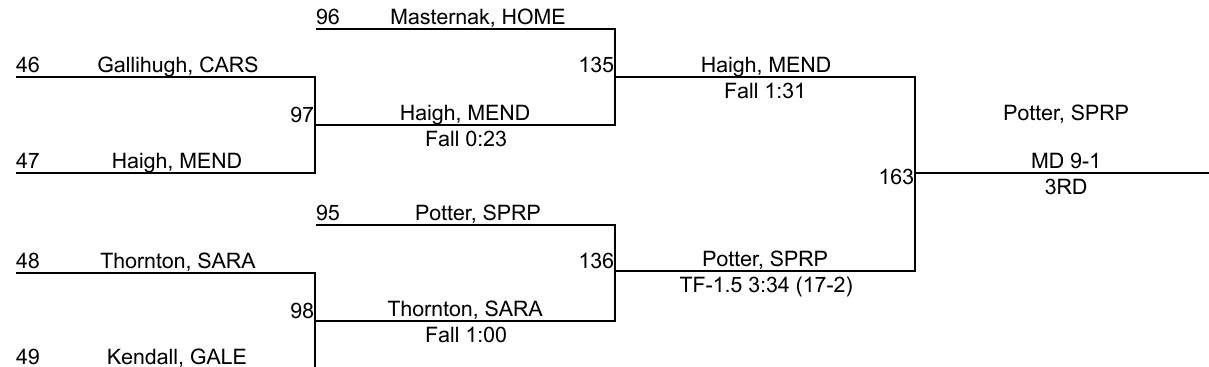 96 Masternak, HOME
46 Gallihugh, CARS
135 Haigh, MEND
Fall 1:31
97 Haigh, MEND
Fall 0:23
Potter, SPRP
47 Haigh, MEND
MD 9-1
163
3RD
95 Potter, SPRP
48 Thornton, SARA
136 Potter, SPRP
TF-1.5 3:34 (17-2)
98 Thornton, SARA
Fall 1:00
49 Kendall, GALE